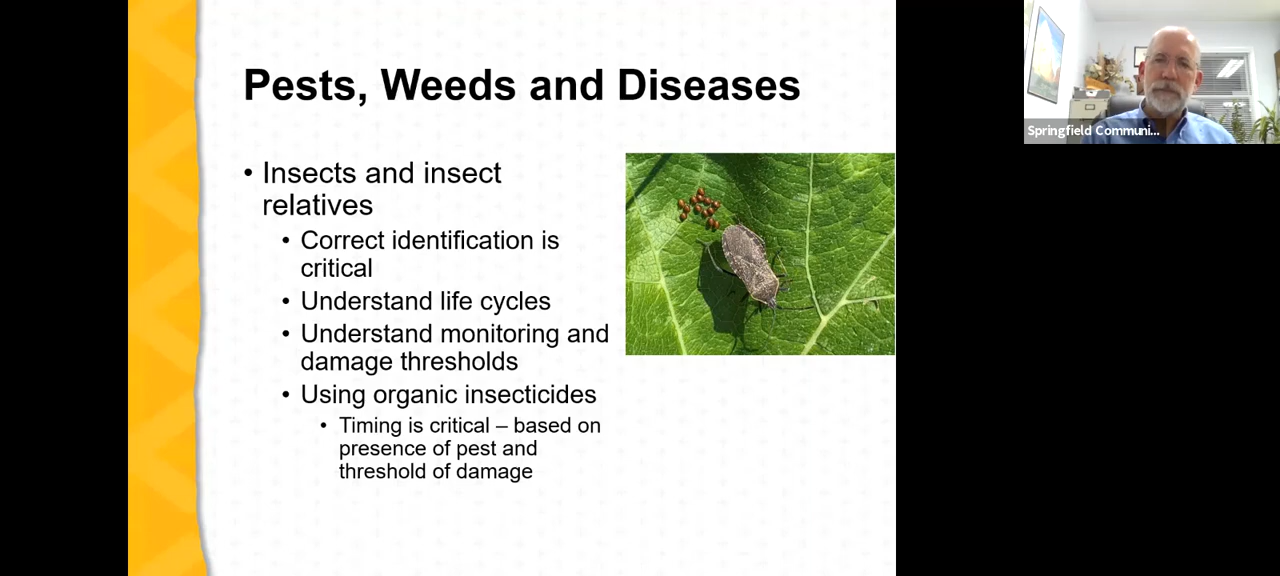 Pests, Weeds and Diseases
• Insects and insect
relatives
• Correct identification is
critical
• Understand life cycles
• Understand monitoring and
damage thresholds
• Using organic insecticides
• Timing is critical – based on
presence of pest and
threshold of damage
Springfield Communi...